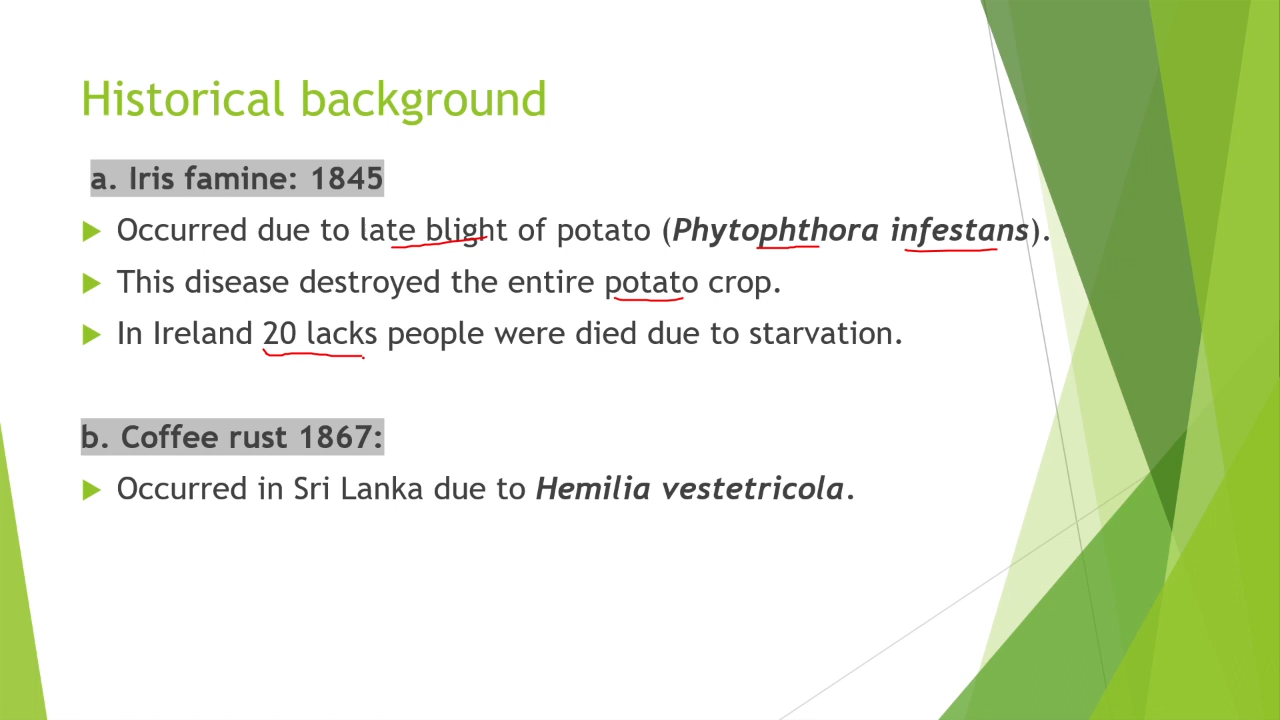 Historical background
a. Iris famine: 1845
Occurred due to late blight of potato (Phytophthora infestans).
This disease destroyed the entire potato crop.
In Ireland 20 lacks people were died due to starvation.
b. Coffee rust 1867:
Occurred in Sri Lanka due to Hemilia vestetricola.